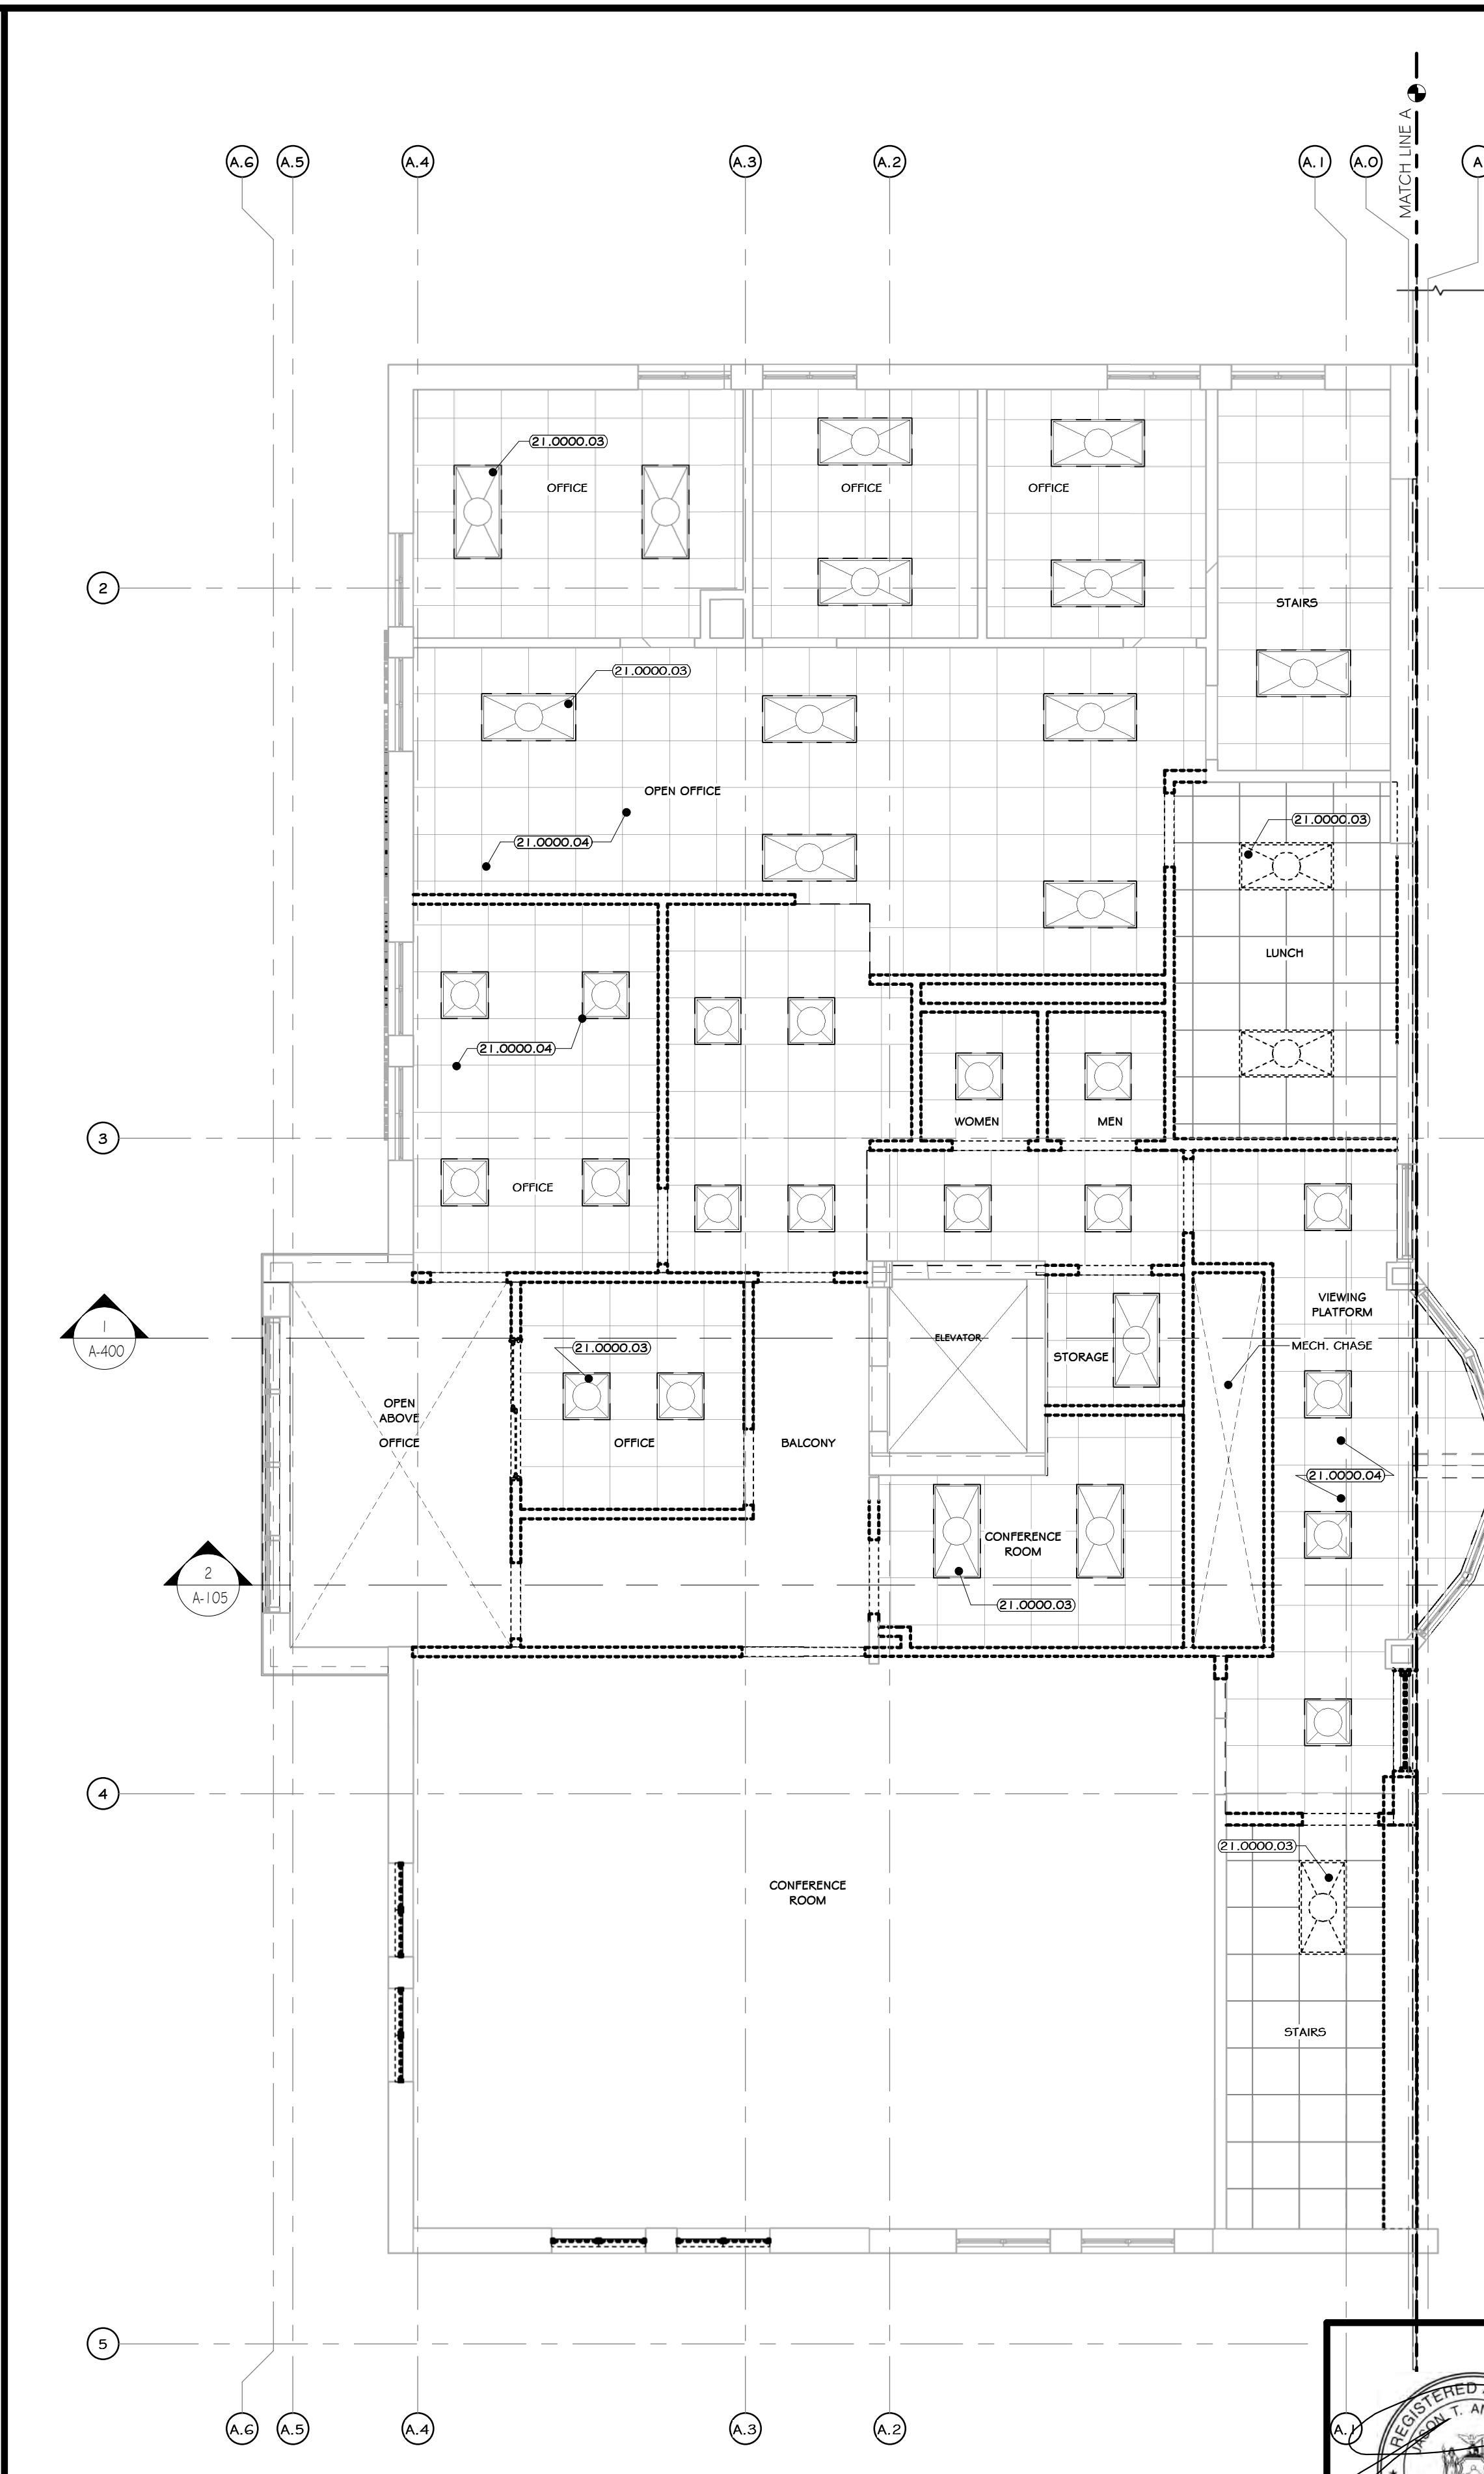 MATCH LINE A
A.6
A.5
A.4
A.3
A.2
A.1
A.0
A
21.0000.03
OFFICE
OFFICE
OFFICE
2
STAIRS
21.0000.03
OPEN OFFICE
21.0000.03
21.0000.04
LUNCH
21.0000.04
WOMEN
MEN
3
OFFICE
VIEWING
PLATFORM
1
A-400
ELEVATOR
MECH. CHASE
21.0000.03
STORAGE
OPEN
ABOVE
OFFICE
OFFICE
BALCONY
21.0000.04
CONFERENCE
ROOM
2
A-105
21.0000.03
4
21.0000.03
CONFERENCE
ROOM
STAIRS
5
A.6
A.5
A.4
A.3
A.2
A.1
REGISTERED
JASON T.